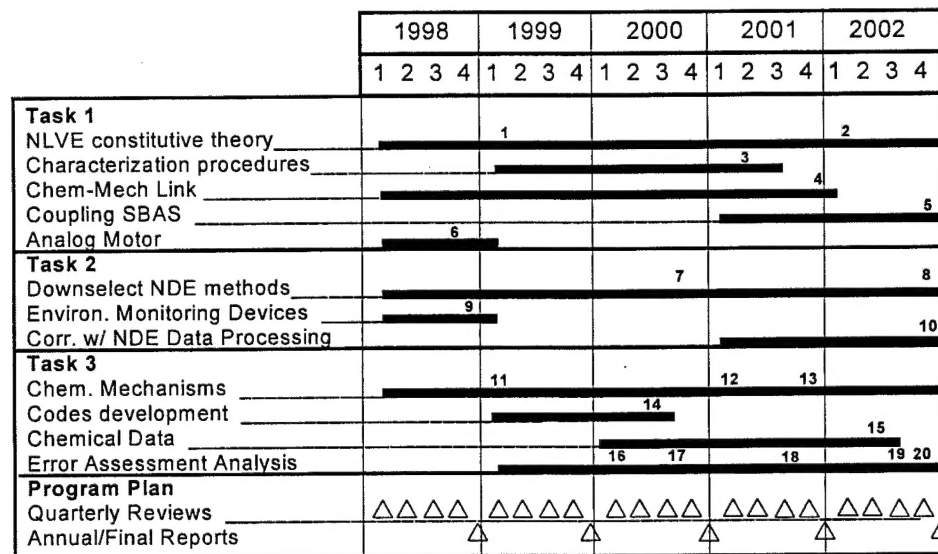 1998 1999 2000 2001 2002
1 2 3 4 1 2 3 4 1 2 3 4 1 2 3 4 1 2 3 4
Task 1
NLVE constitutive theory 1 2
Characterization procedures 3
Chem-Mech Link 4
Coupling SBAS 5
Analog Motor 6
Task 2
Downselect NDE methods 7 8
Environ. Monitoring Devices 9
Corr. w/ NDE Data Processing 10
Task 3
Chem. Mechanisms 11 12 13
Codes development 14
Chemical Data 15
Error Assessment Analysis 16 17 18 19 20
Program Plan
Quarterly Reviews
Annual/Final Reports